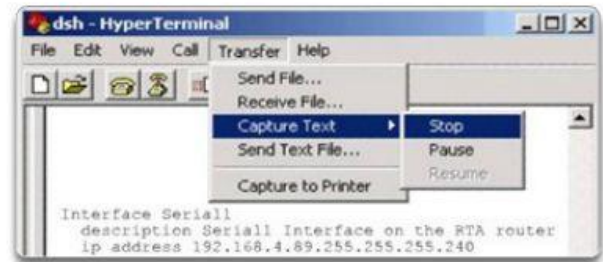 dsh - HyperTerminal
File Edit View Call Transfer Help
Send File...
Receive File...
Capture Text
Stop
Send Text File...
Pause
Resume
Capture to Printer
Interface Serial1
description Serial1 Interface on the RTA router
ip address 192.168.4.89.255.255.255.240